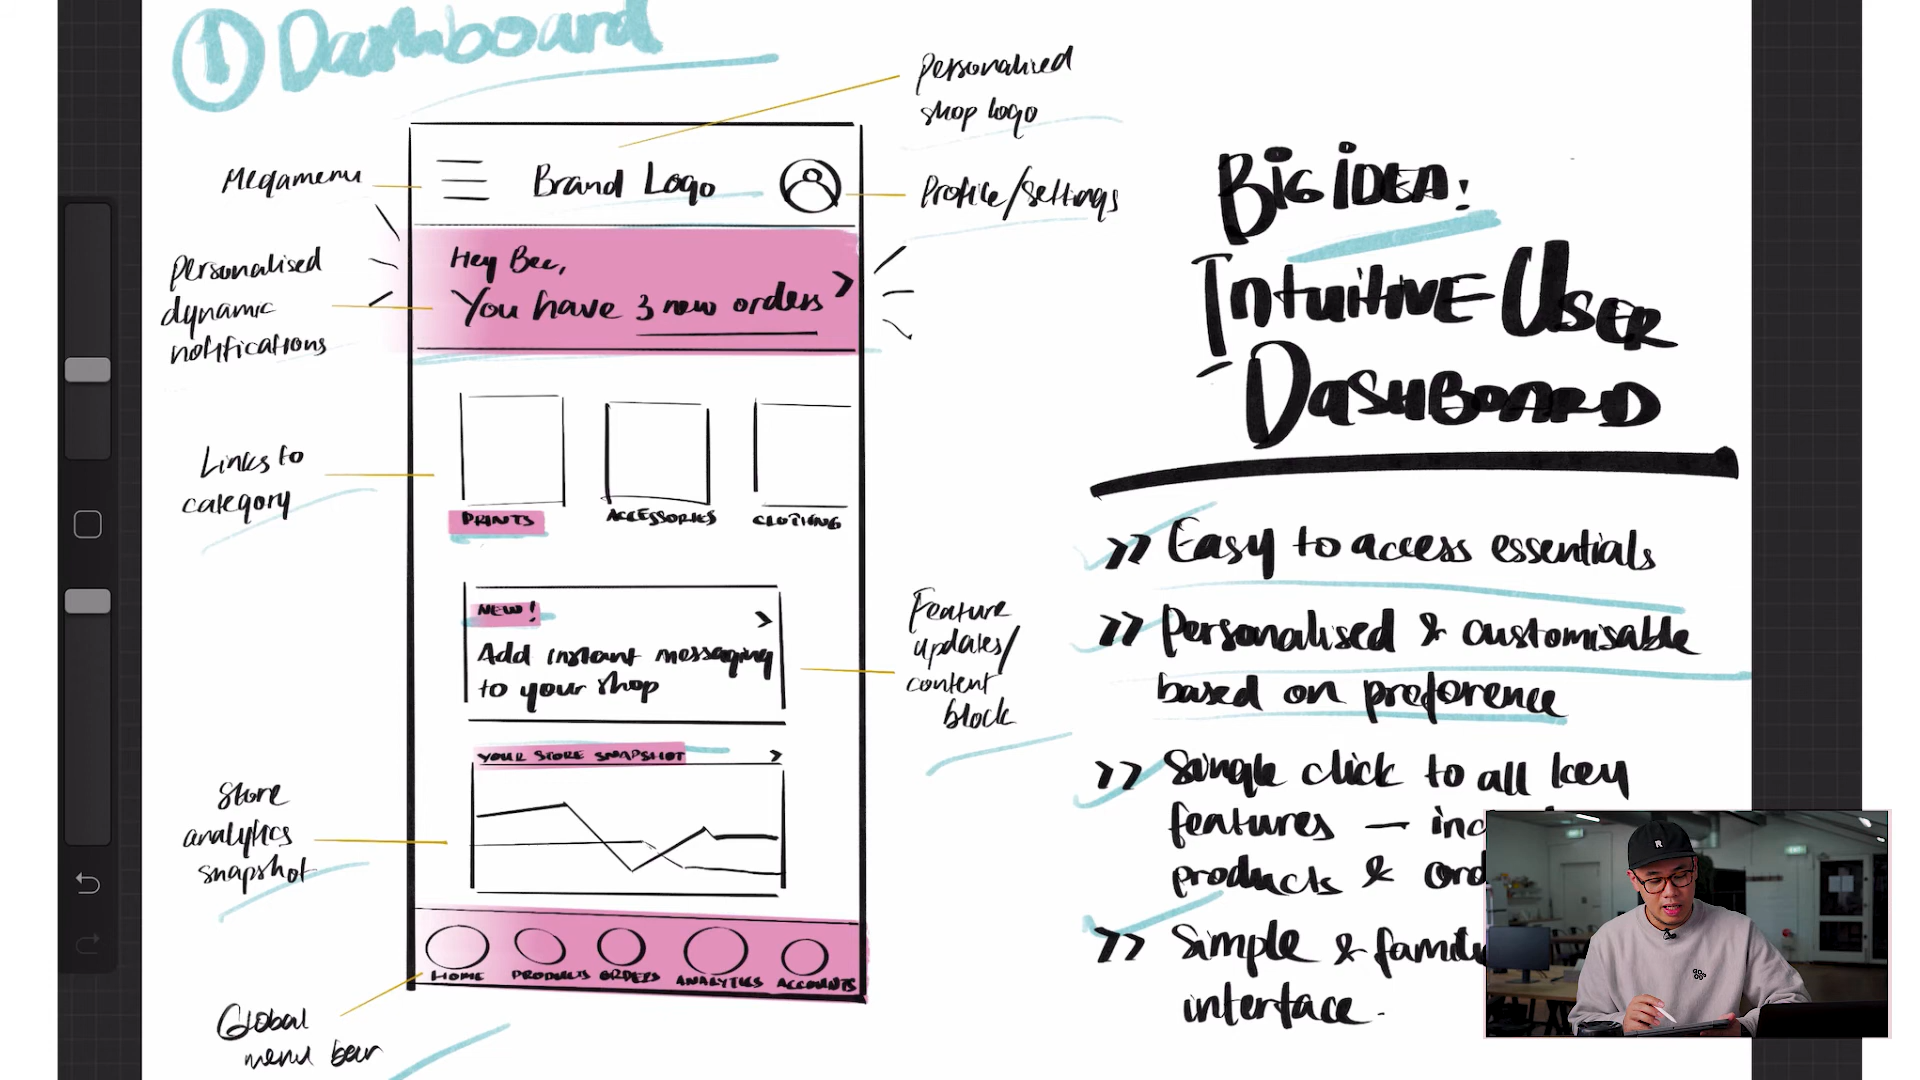 ① Dashboard
Personalised
shop logo
Megamenu
Brand Logo
Profile/Settings
Personalised
dynamic
notifications
Hey Bee,
You have 3 new orders
Links to
category
PRINTS
ACCESSORIES
CLOTHING
NEW!
Add instant messaging
to your shop
Feature
updates/
content
block
YOUR STORE SNAPSHOT
Store
analytics
snapshot
HOME
PRODUCTS
ORDERS
ANALYTICS
ACCOUNTS
Global
menu bar
BIG IDEA:
INTUITIVE USER
DASHBOARD
>> Easy to access essentials
>> Personalised & customisable
based on preference
>> Single click to all key
features —
products &
>> Simple &
interface.
R